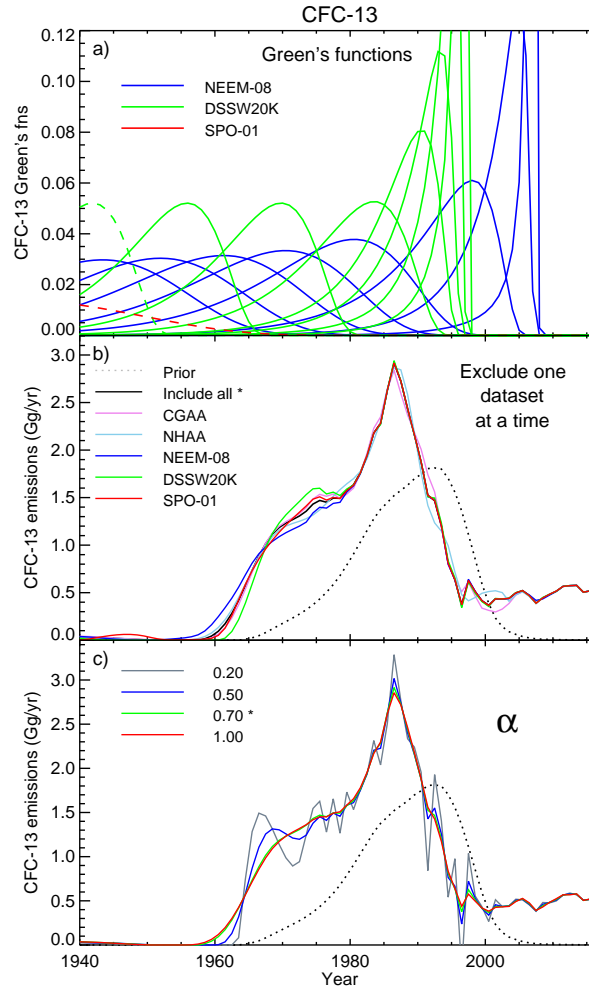 CFC-13
a)
Green's functions
NEEM-08
DSSW20K
SPO-01
CFC-13 Green's fns
0.12
0.10
0.08
0.06
0.04
0.02
0.00
b)
Exclude one
dataset
at a time
Prior
Include all *
CGAA
NHAA
NEEM-08
DSSW20K
SPO-01
CFC-13 emissions (Gg/yr)
3.0
2.5
2.0
1.5
1.0
0.5
0.0
c)
0.20
0.50
0.70 *
1.00
α
CFC-13 emissions (Gg/yr)
3.0
2.5
2.0
1.5
1.0
0.5
0.0
1940 1960 1980 2000
Year